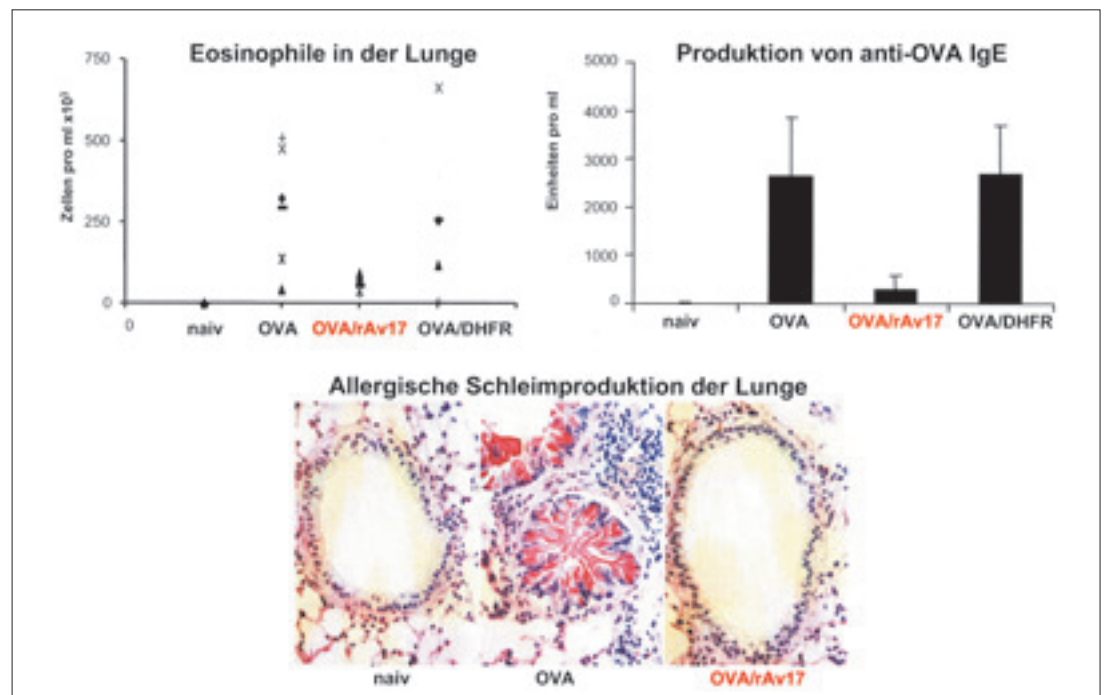 Eosinophile in der Lunge
Zellen pro ml x10³
750
500
250
0
0
naiv OVA OVA/rAv17 OVA/DHFR
Produktion von anti-OVA IgE
Einheiten pro ml
5000
4000
3000
2000
1000
0
naiv OVA OVA/rAv17 OVA/DHFR
Allergische Schleimproduktion der Lunge
naiv OVA OVA/rAv17